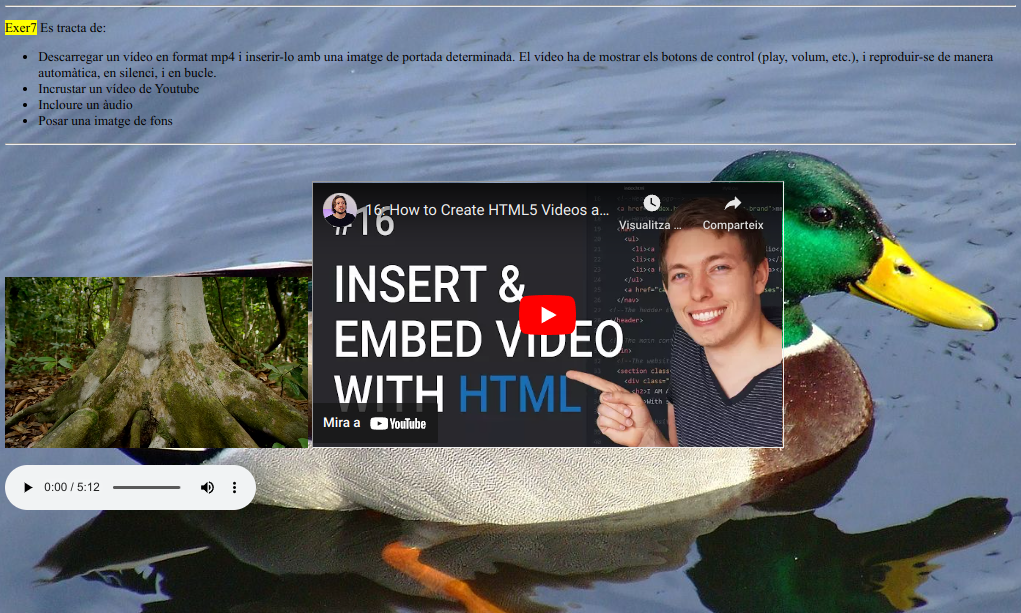 Exer7 Es tracta de:
• Descarregar un vídeo en format mp4 i inserir-lo amb una imatge de portada determinada. El vídeo ha de mostrar els botons de control (play, volum, etc.), i reproduir-se de manera
automàtica, en silenci, i en bucle.
• Incrustar un vídeo de Youtube
• Incloure un àudio
• Posar una imatge de fons
16: How to Create HTML5 Videos a...
Visualitza ...
Comparteix
#16
INSERT &
EMBED VIDEO
WITH HTML
Mira a YouTube
0:00 / 5:12